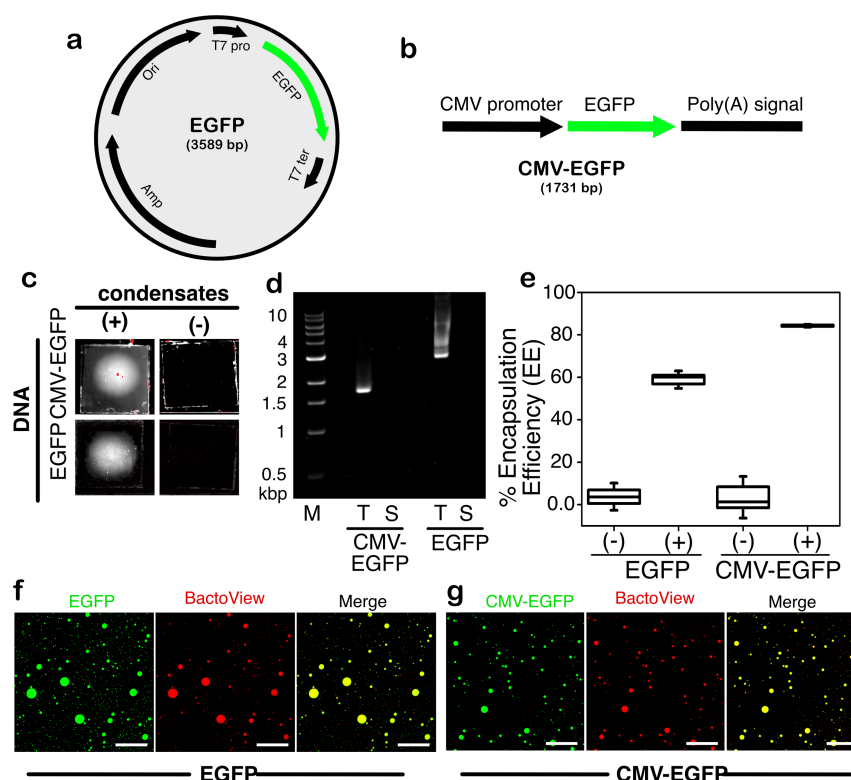 a
T7 pro
Ori
EGFP
EGFP
(3589 bp)
T7 ter
Amp
b
CMV promoter EGFP Poly(A) signal
CMV-EGFP
(1731 bp)
c
condensates
(+) (-)
DNA
CMV-EGFP
EGFP
d
10
4
3
2
1.5
1
0.5
kbp
M T S T S
CMV-
EGFP
EGFP
e
% Encapsulation
Efficiency (EE)
100
80
60
40
20
0.0
(-) (+) (-) (+)
EGFP CMV-EGFP
f
EGFP BactoView Merge
EGFP
g
CMV-EGFP BactoView Merge
CMV-EGFP